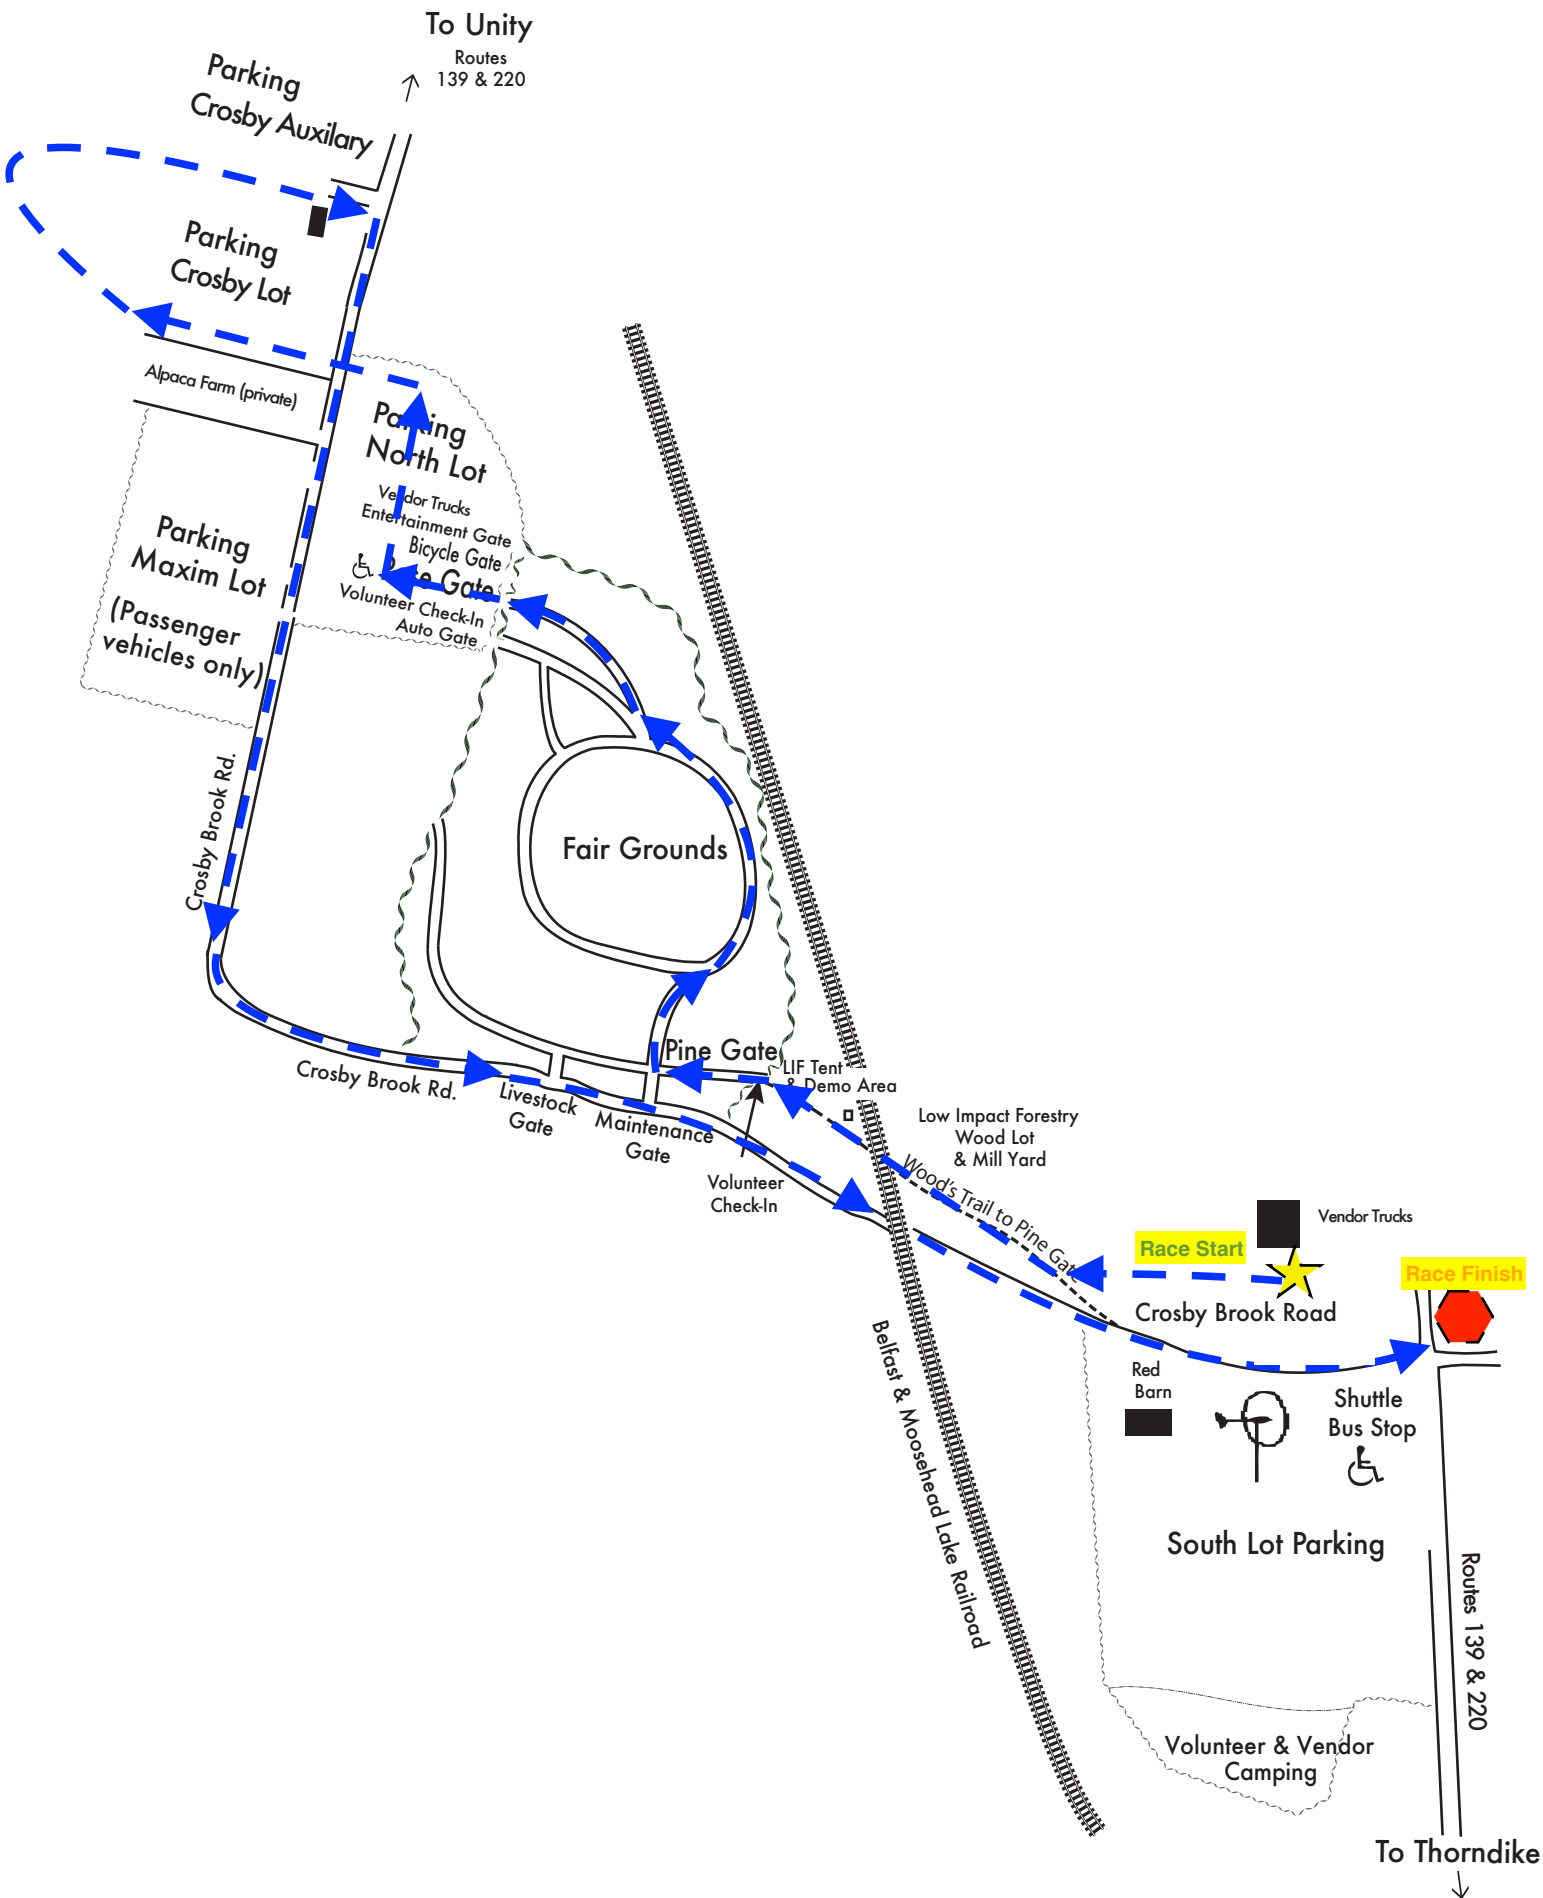 To Unity
Routes
139 & 220
Parking
Crosby Auxilary
Parking
Crosby Lot
Alpaca Farm (private)
Parking
North Lot
Vendor Trucks
Entertainment Gate
Bicycle Gate
Gate
Volunteer Check-In
Auto Gate
Parking
Maxim Lot
(Passenger
vehicles only)
Crosby Brook Rd.
Fair Grounds
Pine Gate
LIF Tent
& Demo Area
Crosby Brook Rd.
Livestock
Gate
Maintenance
Gate
Volunteer
Check-In
Low Impact Forestry
Wood Lot
& Mill Yard
Wood's Trail to Pine Gate
Vendor Trucks
Race Start
Race Finish
Crosby Brook Road
Belfast & Moosehead Lake Railroad
Red
Barn
Shuttle
Bus Stop
South Lot Parking
Routes 139 & 220
Volunteer & Vendor
Camping
To Thorndike